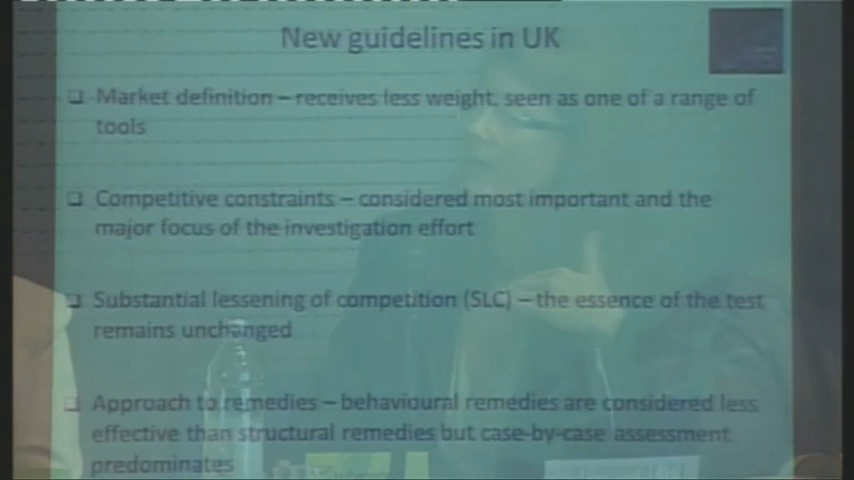 New guidelines in UK
Market definition – receives less weight, seen as one of a range of
tools
Competitive constraints – considered most important and the
major focus of the investigation effort
Substantial lessening of competition (SLC) – the essence of the test
remains unchanged
Approach to remedies – behavioural remedies are considered less
effective than structural remedies but case-by-case assessment
predominates